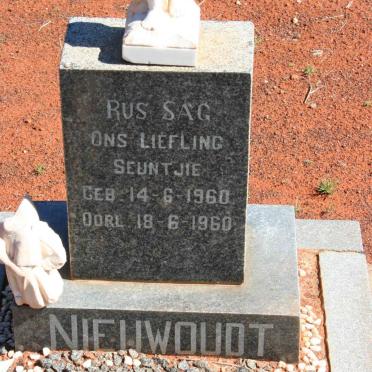 RUS SAG
ONS LIEFLING
SEUNTJIE
GEB 14-6-1960
OORL 18-6-1960
NIEUWOUDT